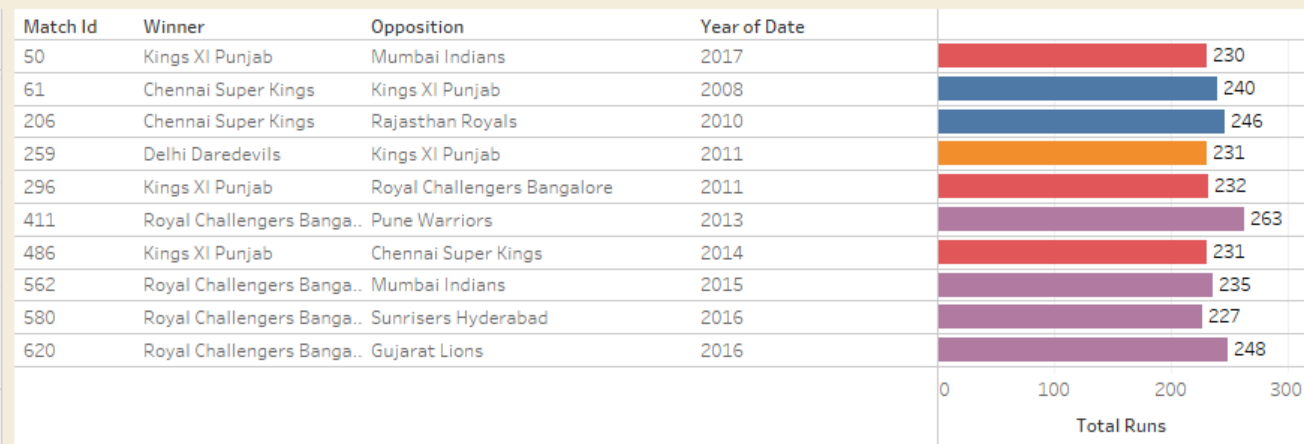 Match Id Winner Opposition Year of Date
50 Kings XI Punjab Mumbai Indians 2017 230
61 Chennai Super Kings Kings XI Punjab 2008 240
206 Chennai Super Kings Rajasthan Royals 2010 246
259 Delhi Daredevils Kings XI Punjab 2011 231
296 Kings XI Punjab Royal Challengers Bangalore 2011 232
411 Royal Challengers Banga.. Pune Warriors 2013 263
486 Kings XI Punjab Chennai Super Kings 2014 231
562 Royal Challengers Banga.. Mumbai Indians 2015 235
580 Royal Challengers Banga.. Sunrisers Hyderabad 2016 227
620 Royal Challengers Banga.. Gujarat Lions 2016 248
0 100 200 300
Total Runs